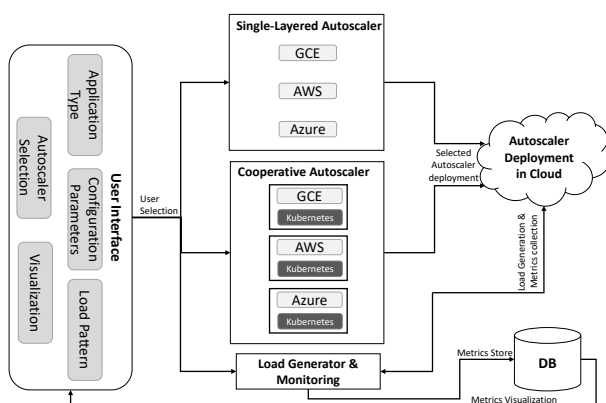 Application
Type
Autoscaler
Selection
Configuration
Parameters
Visualization
Load Pattern
User Interface
User
Selection
Single-Layered Autoscaler
GCE
AWS
Azure
Cooperative Autoscaler
GCE
Kubernetes
AWS
Kubernetes
Azure
Kubernetes
Load Generator &
Monitoring
Selected
Autoscaler
deployment
Autoscaler
Deployment
in Cloud
Load Generation &
Metrics collection
Metrics Store
DB
Metrics Visualization